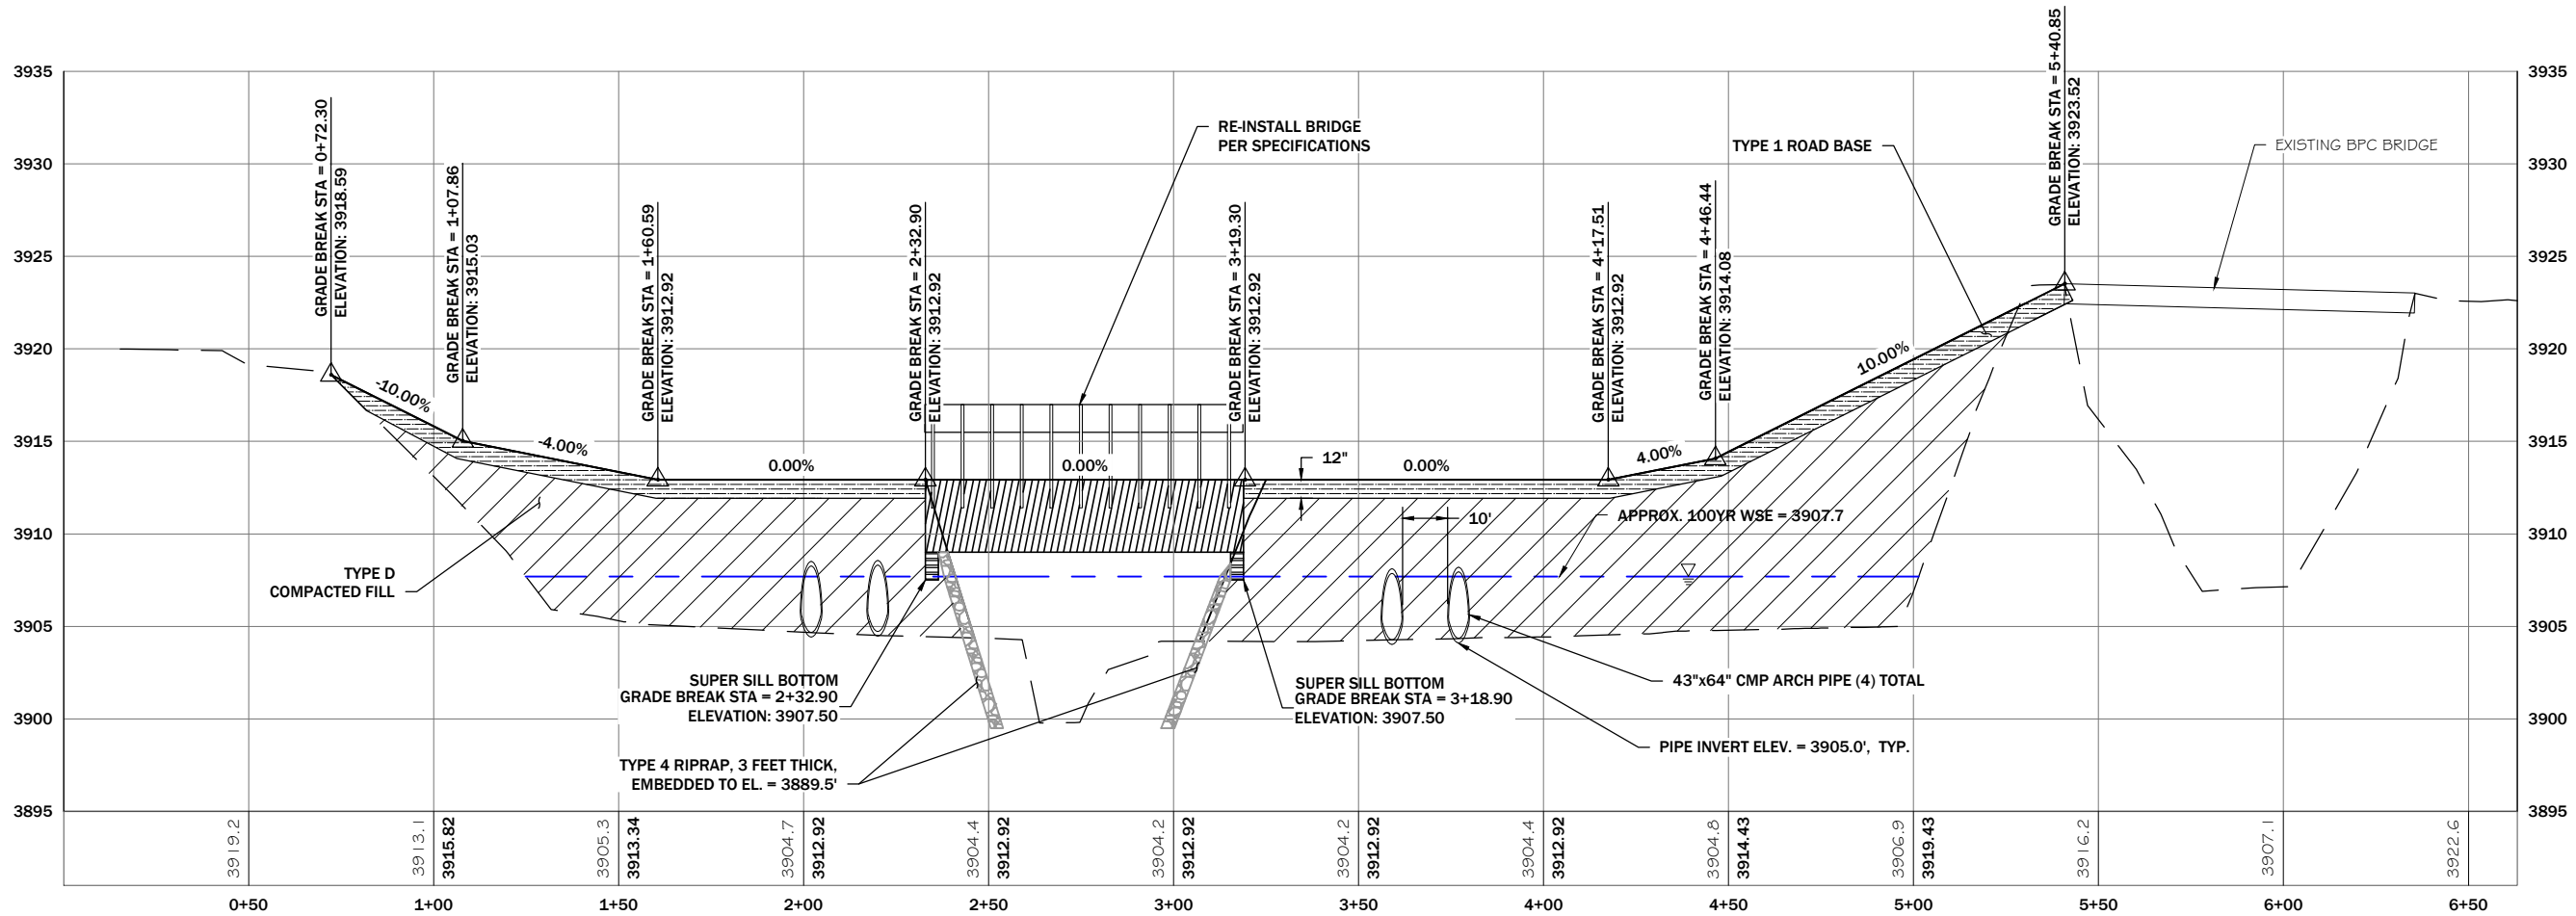 GRADE BREAK STA = 0+72.30
ELEVATION: 3918.59
GRADE BREAK STA = 1+07.86
ELEVATION: 3915.03
GRADE BREAK STA = 1+60.59
ELEVATION: 3912.92
GRADE BREAK STA = 2+32.90
ELEVATION: 3912.92
GRADE BREAK STA = 3+19.30
ELEVATION: 3912.92
GRADE BREAK STA = 4+17.51
ELEVATION: 3912.92
GRADE BREAK STA = 4+46.44
ELEVATION: 3914.08
GRADE BREAK STA = 5+40.85
ELEVATION: 3923.52
3935
3930
3925
3920
3915
3910
3905
3900
3895
3935
3930
3925
3920
3915
3910
3905
3900
3895
RE-INSTALL BRIDGE
PER SPECIFICATIONS
TYPE 1 ROAD BASE
EXISTING BPC BRIDGE
-10.00%
-4.00%
0.00%
0.00%
12"
0.00%
4.00%
10.00%
10'
APPROX. 100YR WSE = 3907.7
TYPE D
COMPACTED FILL
SUPER SILL BOTTOM
GRADE BREAK STA = 2+32.90
ELEVATION: 3907.50
SUPER SILL BOTTOM
GRADE BREAK STA = 3+18.90
ELEVATION: 3907.50
43"x64" CMP ARCH PIPE (4) TOTAL
PIPE INVERT ELEV. = 3905.0', TYP.
TYPE 4 RIPRAP, 3 FEET THICK,
EMBEDDED TO EL. = 3889.5'
3919.2
3913.1
3915.82
3905.3
3913.34
3904.7
3912.92
3904.4
3912.92
3904.2
3912.92
3904.2
3912.92
3904.4
3912.92
3904.8
3914.43
3906.9
3919.43
3916.2
3907.1
3922.6
0+50
1+00
1+50
2+00
2+50
3+00
3+50
4+00
4+50
5+00
5+50
6+00
6+50